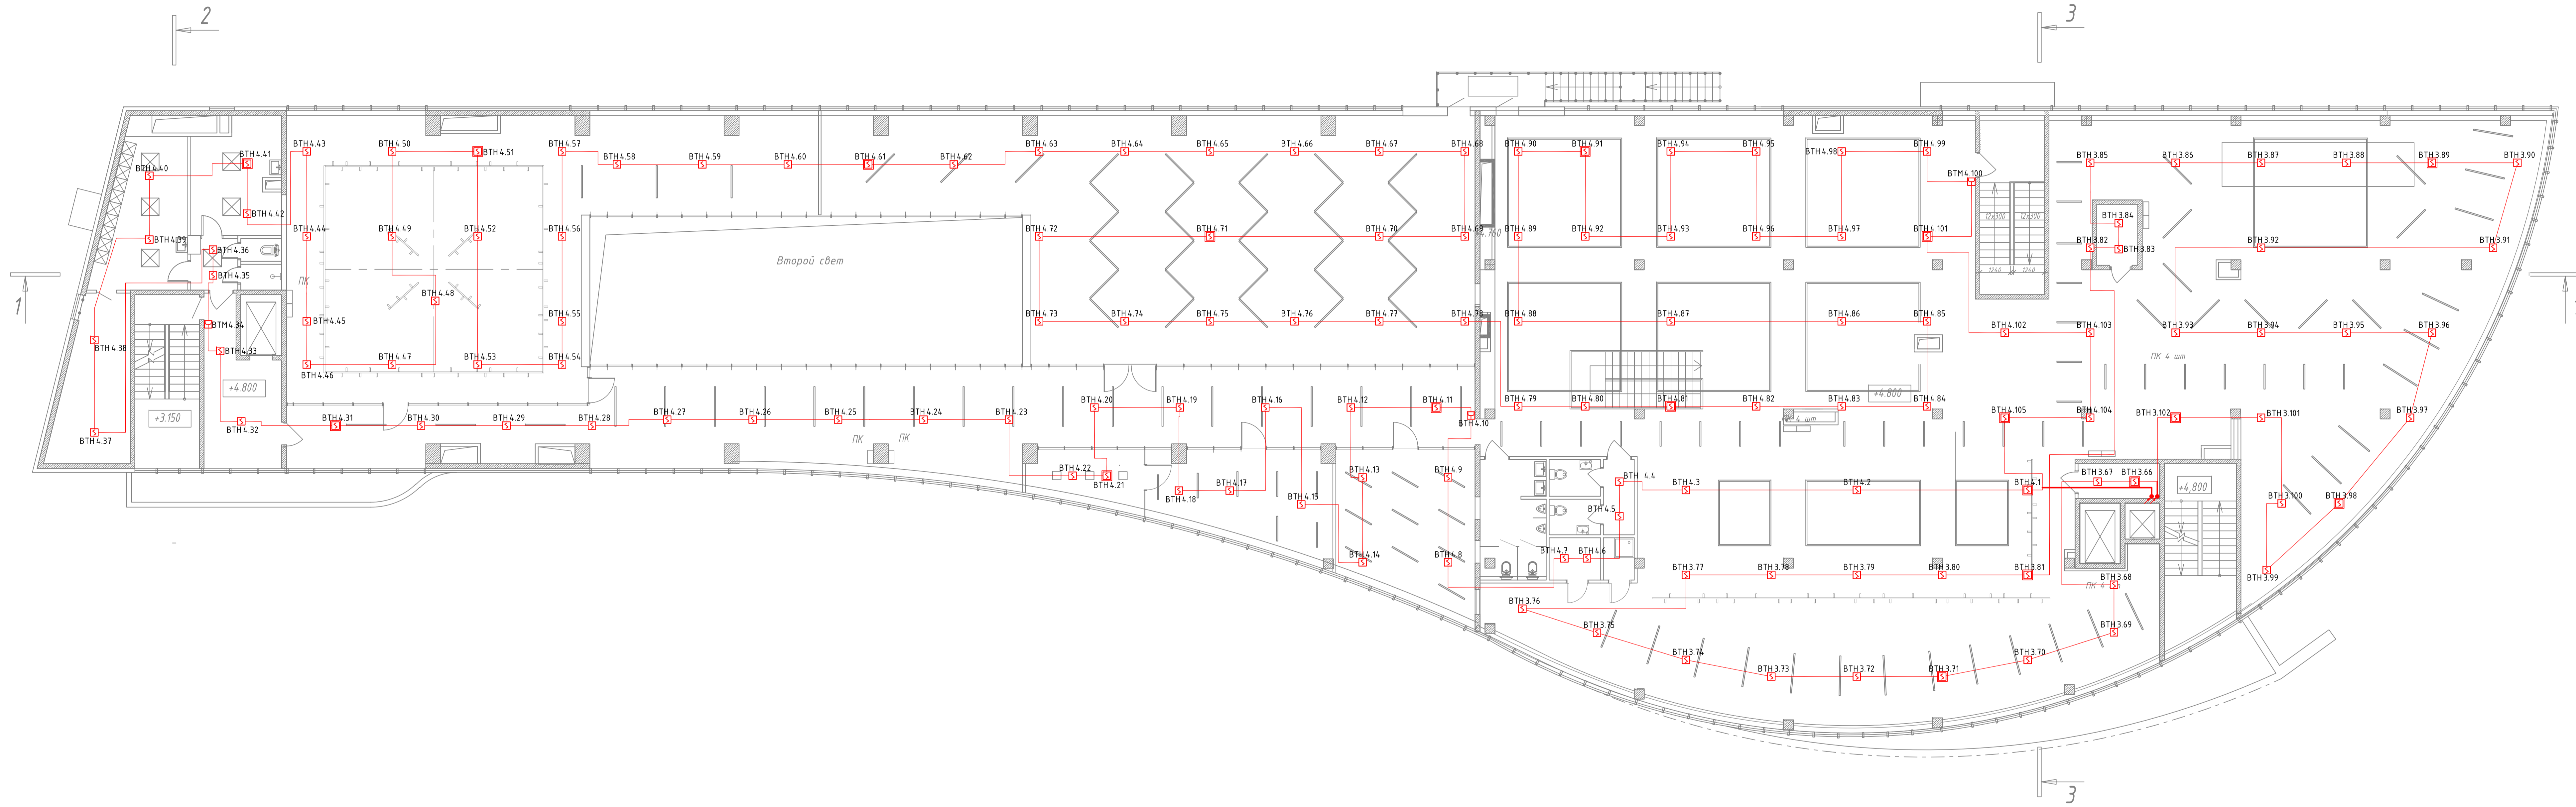 2
3
ВТН 4.43
ВТН 4.50
ВТН 4.51
ВТН 4.57
ВТН 4.63
ВТН 4.64
ВТН 4.65
ВТН 4.66
ВТН 4.67
ВТН 4.68
ВТН 4.90
ВТН 4.91
ВТН 4.94
ВТН 4.95
ВТН 4.98
ВТН 4.99
ВТН 4.41
ВТН 4.40
ВТН 4.58
ВТН 4.59
ВТН 4.60
ВТН 4.61
ВТН 4.62
ВТН 3.85
ВТН 3.86
ВТН 3.87
ВТН 3.88
ВТН 3.89
ВТН 3.90
ВТМ 4.100
ВТН 4.42
12х300
12х300
ВТН 3.84
ВТН 4.39
ВТН 4.36
ВТН 4.44
ВТН 4.49
ВТН 4.52
ВТН 4.56
ВТН 4.72
ВТН 4.71
ВТН 4.70
ВТН 4.69
ВТН 4.89
ВТН 4.92
ВТН 4.93
ВТН 4.96
ВТН 4.97
ВТН 4.101
ВТН 3.82
ВТН 3.83
ВТН 3.92
ВТН 3.91
Второй свет
1240
1240
ВТН 4.35
ПК
1
ВТН 4.48
ВТМ 4.34
ВТН 4.45
ВТН 4.55
ВТН 4.73
ВТН 4.74
ВТН 4.75
ВТН 4.76
ВТН 4.77
ВТН 4.78
ВТН 4.88
ВТН 4.87
ВТН 4.86
ВТН 4.85
ВТН 4.102
ВТН 4.103
ВТН 3.93
ВТН 3.94
ВТН 3.95
ВТН 3.96
ВТН 4.38
ВТН 4.33
ПК 4 шт
ВТН 4.46
ВТН 4.47
ВТН 4.53
ВТН 4.54
+4.800
+4.800
+3.150
ВТН 4.37
ВТН 4.32
ВТН 4.31
ВТН 4.30
ВТН 4.29
ВТН 4.28
ВТН 4.27
ВТН 4.26
ВТН 4.25
ВТН 4.24
ВТН 4.23
ВТН 4.20
ВТН 4.19
ВТН 4.16
ВТН 4.12
ВТН 4.11
ВТМ 4.10
ВТН 4.79
ВТН 4.80
ВТН 4.81
ВТН 4.82
ВТН 4.83
ВТН 4.84
ВТН 4.105
ВТН 4.104
ВТН 3.102
ВТН 3.101
ВТН 3.97
ПК 4 шт
ПК
ПК
ВТН 4.22
ВТН 4.21
ВТН 4.18
ВТН 4.17
ВТН 4.15
ВТН 4.13
ВТН 4.9
ВТН 4.4
ВТН 4.3
ВТН 4.2
ВТН 4.1
ВТН 3.67
ВТН 3.66
+4,800
ВТН 3.100
ВТН 3.98
ВТН 4.5
ВТН 4.14
ВТН 4.8
ВТН 4.7
ВТН 4.6
ВТН 3.77
ВТН 3.78
ВТН 3.79
ВТН 3.80
ВТН 3.81
ВТН 3.68
ВТН 3.99
ВТН 3.76
ВТН 3.75
ВТН 3.74
ВТН 3.73
ВТН 3.72
ВТН 3.71
ВТН 3.70
ВТН 3.69
3